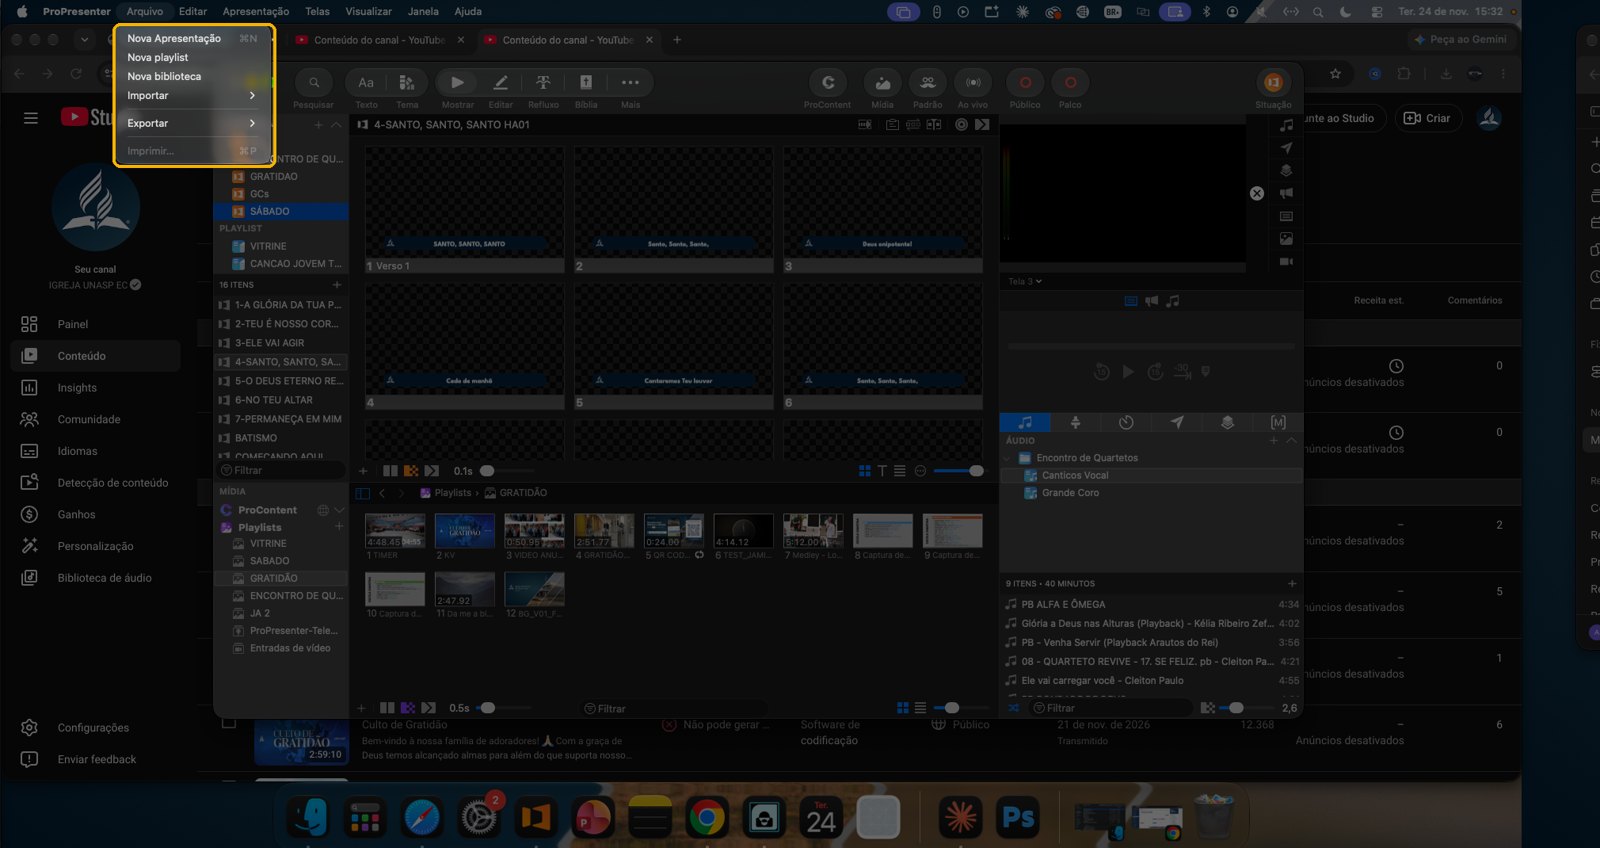 ProPresenter Arquivo Editar Apresentação Telas Visualizar Janela Ajuda
BR
Ter. 24 de nov. 15:32
Nova Apresentação ⌘N
Nova playlist
Nova biblioteca
Importar
Exportar
Imprimir... ⌘P
Conteúdo do canal - YouTube
Conteúdo do canal - YouTube
Peça ao Gemini
Pesquisar
Texto
Tema
Mostrar
Editar
Refluxo
Bíblia
Mais
ProContent
Mídia
Padrão
Ao vivo
Público
Palco
Situação
Criar
Seu canal
IGREJA UNASP EC
Painel
Conteúdo
Insights
Comunidade
Idiomas
Detecção de conteúdo
Ganhos
Personalização
Biblioteca de áudio
Configurações
Enviar feedback
GRATIDAO
GCs
SÁBADO
PLAYLIST
VITRINE
CANCAO JOVEM T...
16 ITENS
1-A GLÓRIA DA TUA P...
2-TEU É NOSSO COR...
3-ELE VAI AGIR
4-SANTO, SANTO, SA...
5-O DEUS ETERNO RE...
6-NO TEU ALTAR
7-PERMANEÇA EM MIM
BATISMO
Filtrar
MÍDIA
ProContent
Playlists
VITRINE
SABADO
GRATIDÃO
ENCONTRO DE QU...
JA 2
ProPresenter-Tele...
Entradas de vídeo
4-SANTO, SANTO, SANTO HA01
SANTO, SANTO, SANTO
1 Verso 1
Santo, Santo, Santo,
2
Deus onipotente!
3
Cedo de manhã
4
Cantaremos Teu louvor
5
Santo, Santo, Santo,
6
0.1s
Playlists › GRATIDÃO
4:48.45
1 TIMER
2 KV
0:50.95
3 VIDEO ANU...
2:51.77
4 GRATIDÃO...
0:24.00
5 QR.COD...
4:14.12
6 TEST_JAMI...
5:12.00
7 Medley - Lo...
8 Captura de...
9 Captura de...
10 Captura d...
2:47.92
11 Da me a bl...
12 BG_V01_F...
0.5s
Filtrar
Tela 3
ÁUDIO
Encontro de Quartetos
Canticos Vocal
Grande Coro
9 ITENS • 40 MINUTOS
PB ALFA E ÔMEGA 4:34
Glória a Deus nas Alturas (Playback) - Kélia Ribeiro Zef... 4:02
PB - Venha Servir (Playback Arautos do Rei) 3:56
08 - QUARTETO REVIVE - 17. SE FELIZ. pb - Cleiton Pa... 4:21
Ele vai carregar você - Cleiton Paulo 4:55
Filtrar
2,6
Receita est.
Comentários
0
0
2
5
1
6
Anúncios desativados
CULTO DE GRATIDÃO
2:59:10
Culto de Gratidão
Bem-vindo à nossa família de adoradores! 🙏 Com a graça de
Deus temos alcançado almas para além do que suporta nosso...
Não pode gerar ...
Software de
codificação
Público
21 de nov. de 2026
Transmitido
12.368
2
Ter.
24
Ps